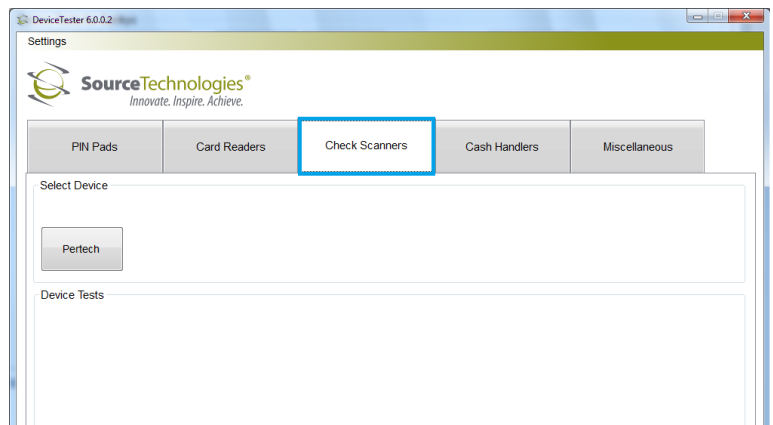 DeviceTester 6.0.0.2
Settings
SourceTechnologies®
Innovate. Inspire. Achieve.
PIN Pads
Card Readers
Check Scanners
Cash Handlers
Miscellaneous
Select Device
Pertech
Device Tests